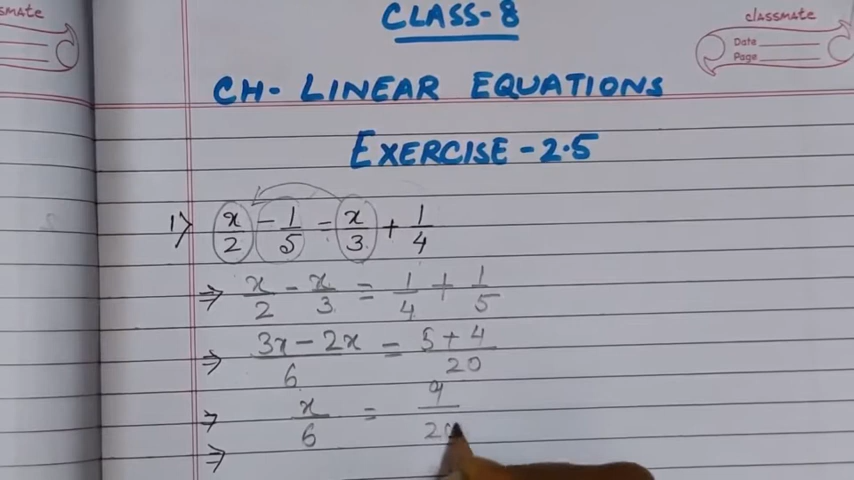 assmate
CLASS-8
classmate
Date
Page
CH- LINEAR EQUATIONS
EXERCISE-2.5
1) x/2 - 1/5 = x/3 + 1/4
⇒ x/2 - x/3 = 1/4 + 1/5
⇒ 3x-2x/6 = 5+4/20
⇒ x/6 = 9/20
⇒